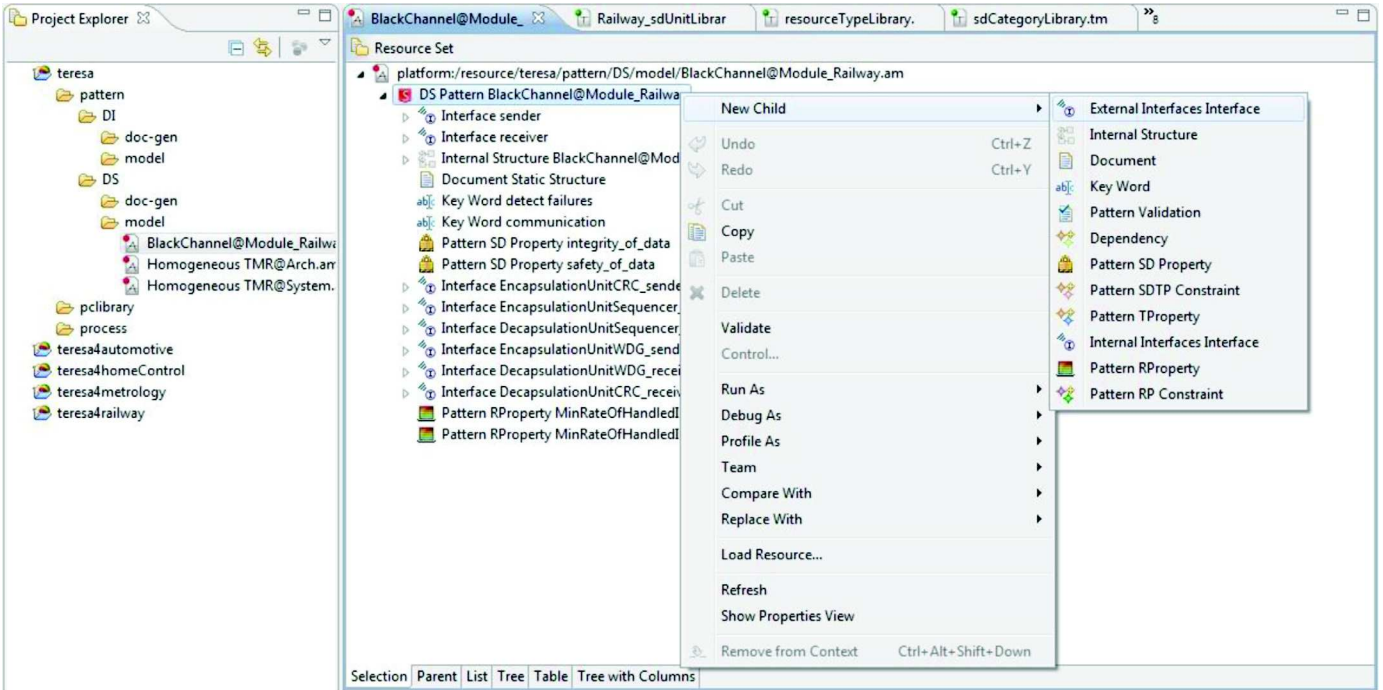 Project Explorer
teresa
pattern
DI
doc-gen
model
DS
doc-gen
model
BlackChannel@Module_Railwa
Homogeneous TMR@Arch.am
Homogeneous TMR@System.
pclibrary
process
teresa4automotive
teresa4homeControl
teresa4metrology
teresa4railway
BlackChannel@Module_
Railway_sdUnitLibrar
resourceTypeLibrary.
sdCategoryLibrary.tm
»8
Resource Set
platform:/resource/teresa/pattern/DS/model/BlackChannel@Module_Railway.am
DS Pattern BlackChannel@Module_Railwa
Interface sender
Interface receiver
Internal Structure BlackChannel@Mod
Document Static Structure
Key Word detect failures
Key Word communication
Pattern SD Property integrity_of_data
Pattern SD Property safety_of_data
Interface EncapsulationUnitCRC_sende
Interface EncapsulationUnitSequencer_
Interface DecapsulationUnitSequencer_
Interface EncapsulationUnitWDG_send
Interface DecapsulationUnitWDG_recei
Interface DecapsulationUnitCRC_receiv
Pattern RProperty MinRateOfHandledI
Pattern RProperty MinRateOfHandledI
Selection Parent List Tree Table Tree with Columns
New Child
Undo Ctrl+Z
Redo Ctrl+Y
Cut
Copy
Paste
Delete
Validate
Control...
Run As
Debug As
Profile As
Team
Compare With
Replace With
Load Resource...
Refresh
Show Properties View
Remove from Context Ctrl+Alt+Shift+Down
External Interfaces Interface
Internal Structure
Document
Key Word
Pattern Validation
Dependency
Pattern SD Property
Pattern SDTP Constraint
Pattern TProperty
Internal Interfaces Interface
Pattern RProperty
Pattern RP Constraint